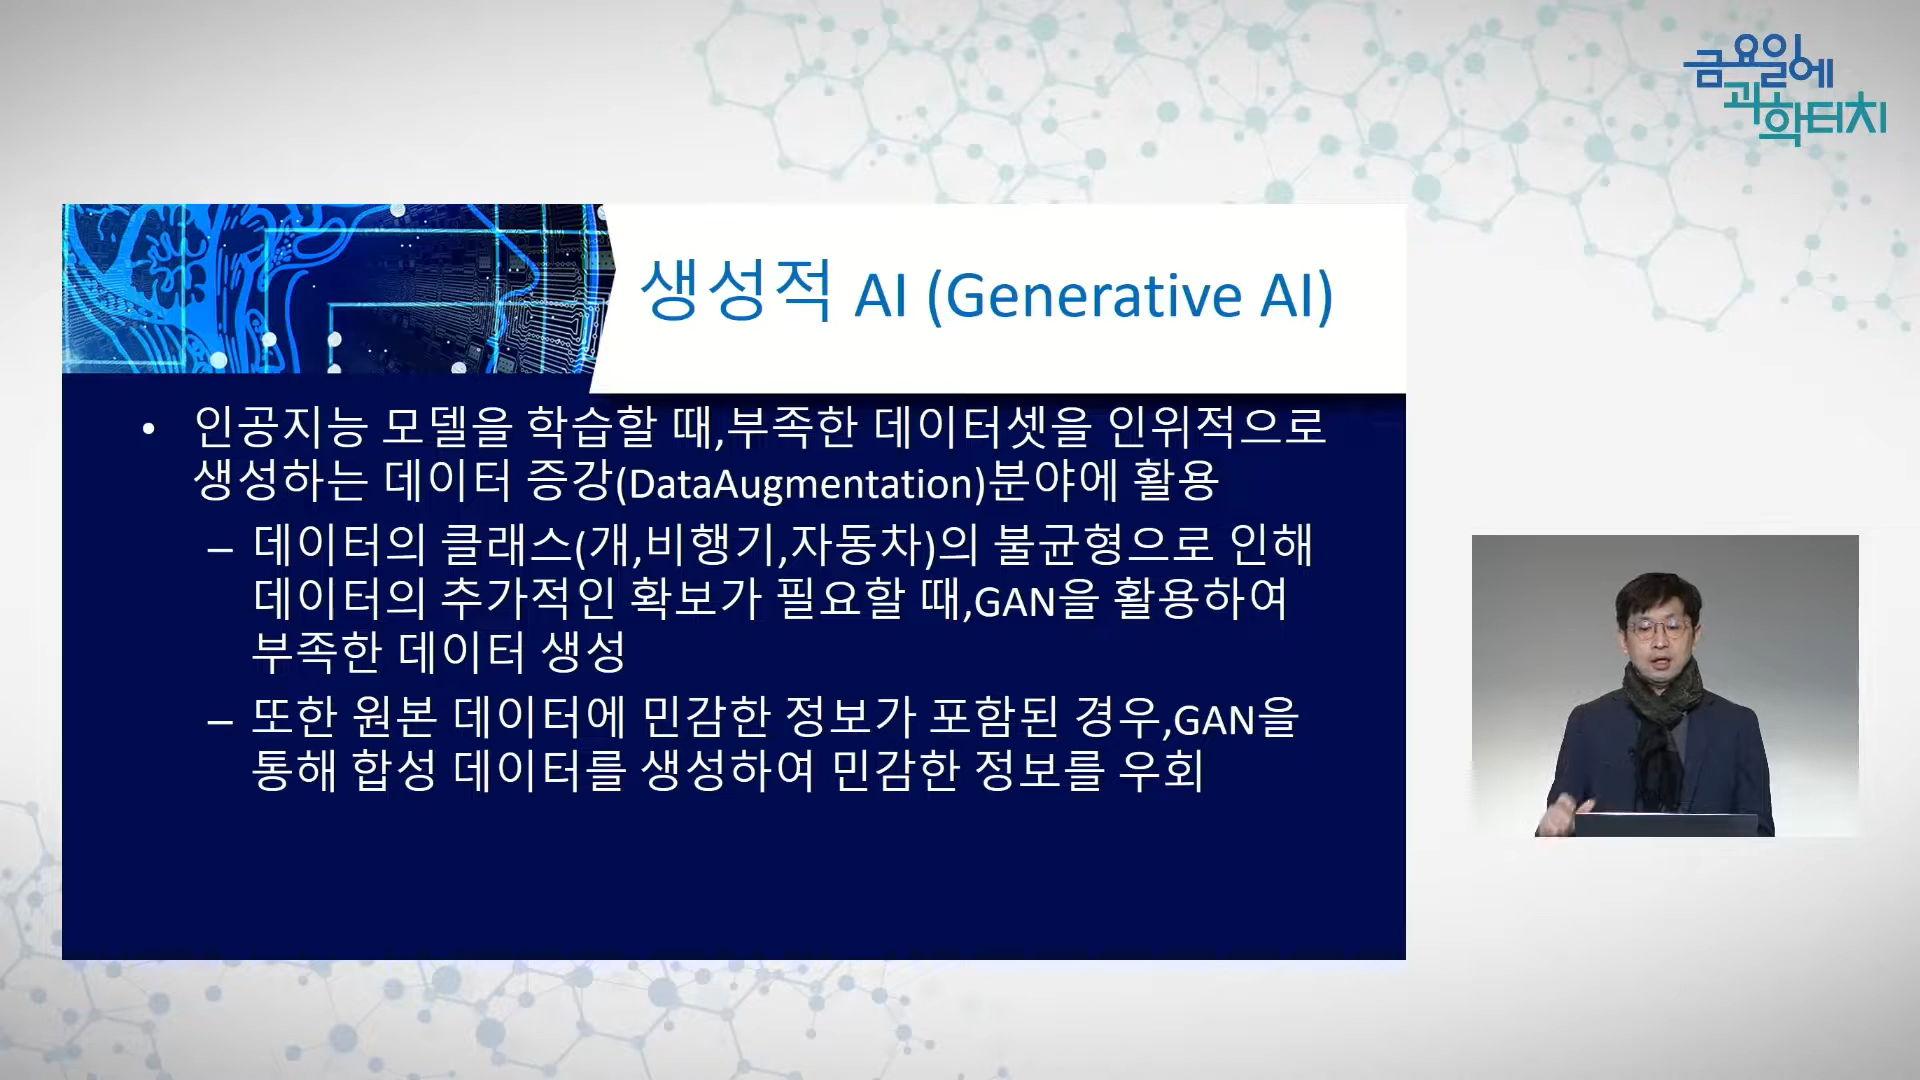 금요일에
과학터치
생성적 AI (Generative AI)
• 인공지능 모델을 학습할 때,부족한 데이터셋을 인위적으로
생성하는 데이터 증강(DataAugmentation)분야에 활용
– 데이터의 클래스(개,비행기,자동차)의 불균형으로 인해
데이터의 추가적인 확보가 필요할 때,GAN을 활용하여
부족한 데이터 생성
– 또한 원본 데이터에 민감한 정보가 포함된 경우,GAN을
통해 합성 데이터를 생성하여 민감한 정보를 우회